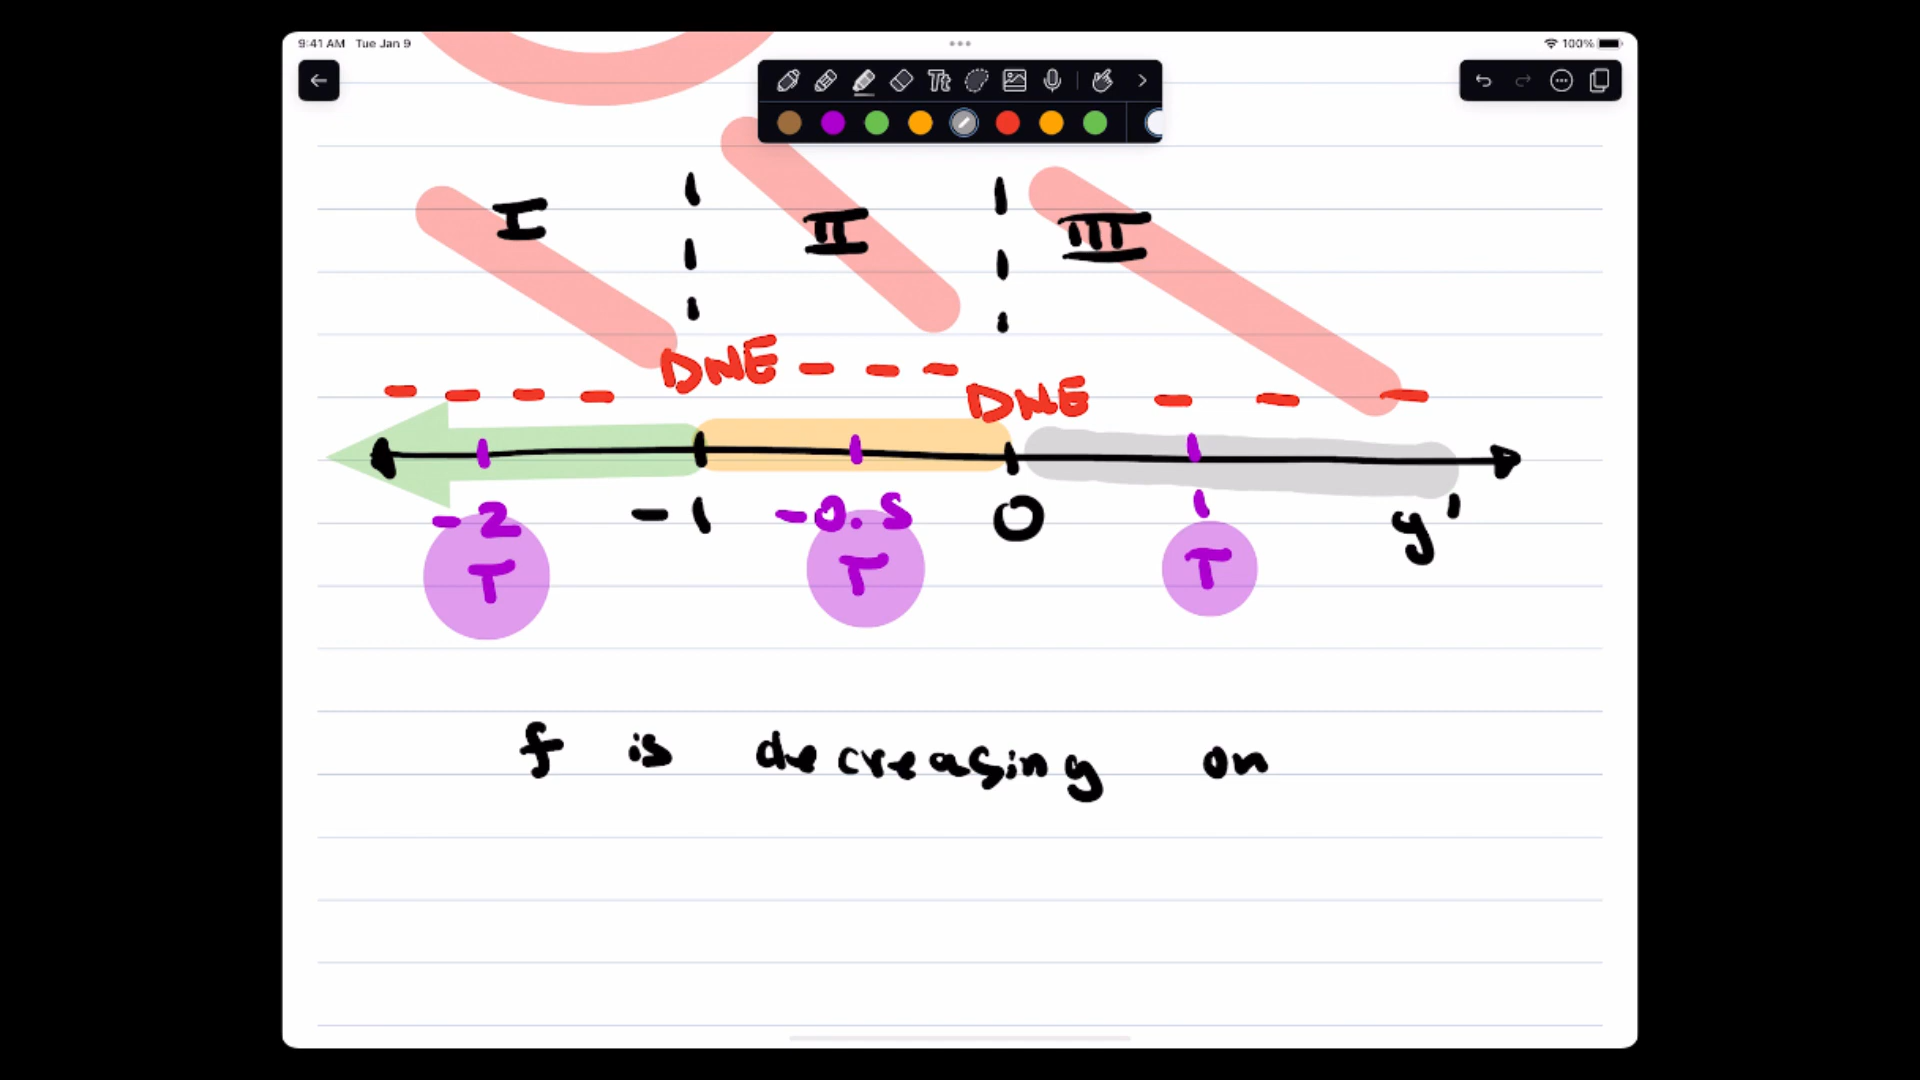 9:41 AM Tue Jan 9
100%
Tt
I II III
DNE
DNE
-2 -1 -0.5 0 1 y'
T T T
f is decreasing on